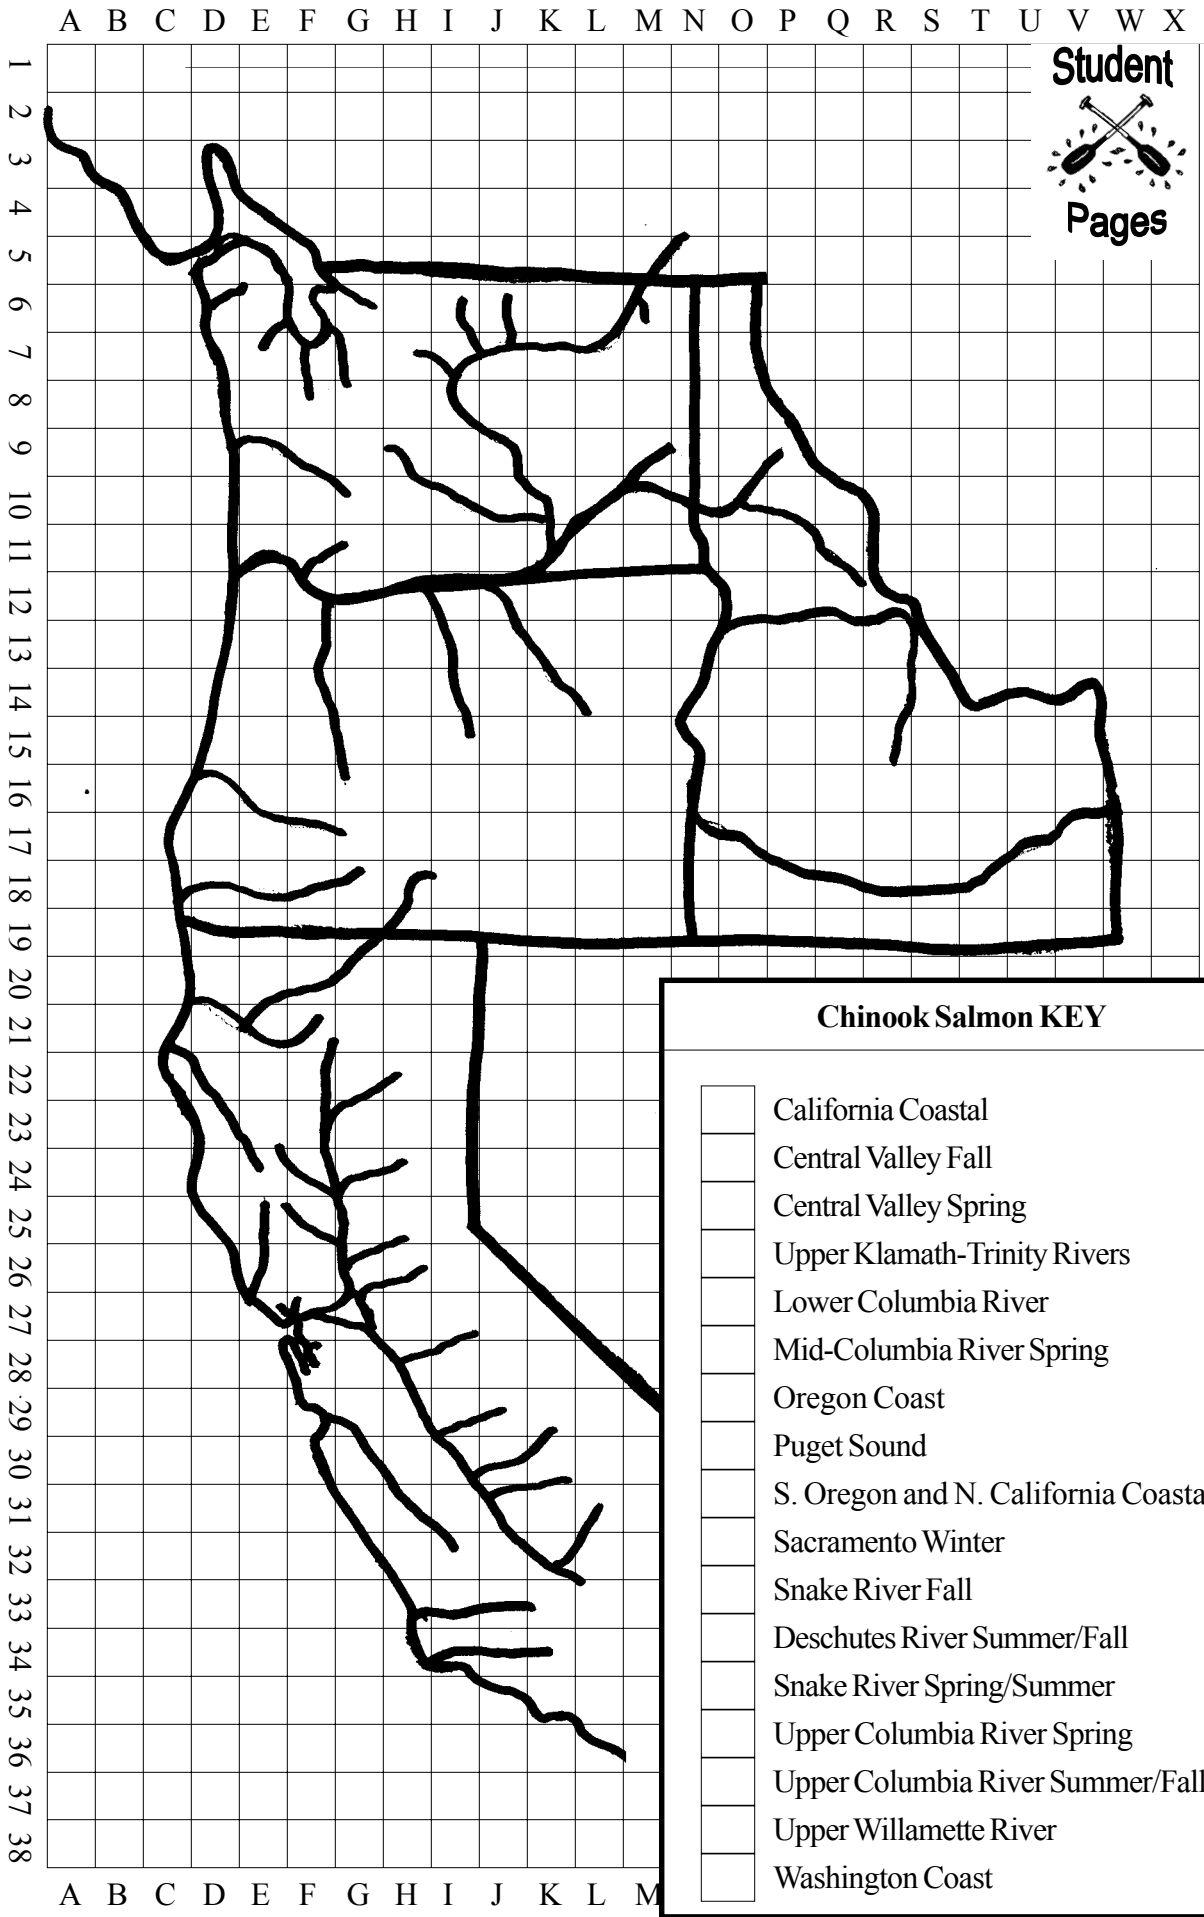 A B C D E F G H I J K L M N O P Q R S T U V W X
Student
Pages
1
2
3
4
5
6
7
8
9
10
11
12
13
14
15
16
17
18
19
20
21
22
23
24
25
26
27
28
29
30
31
32
33
34
35
36
37
38
Chinook Salmon KEY
California Coastal
Central Valley Fall
Central Valley Spring
Upper Klamath-Trinity Rivers
Lower Columbia River
Mid-Columbia River Spring
Oregon Coast
Puget Sound
S. Oregon and N. California Coasta
Sacramento Winter
Snake River Fall
Deschutes River Summer/Fall
Snake River Spring/Summer
Upper Columbia River Spring
Upper Columbia River Summer/Fall
Upper Willamette River
Washington Coast
A B C D E F G H I J K L M